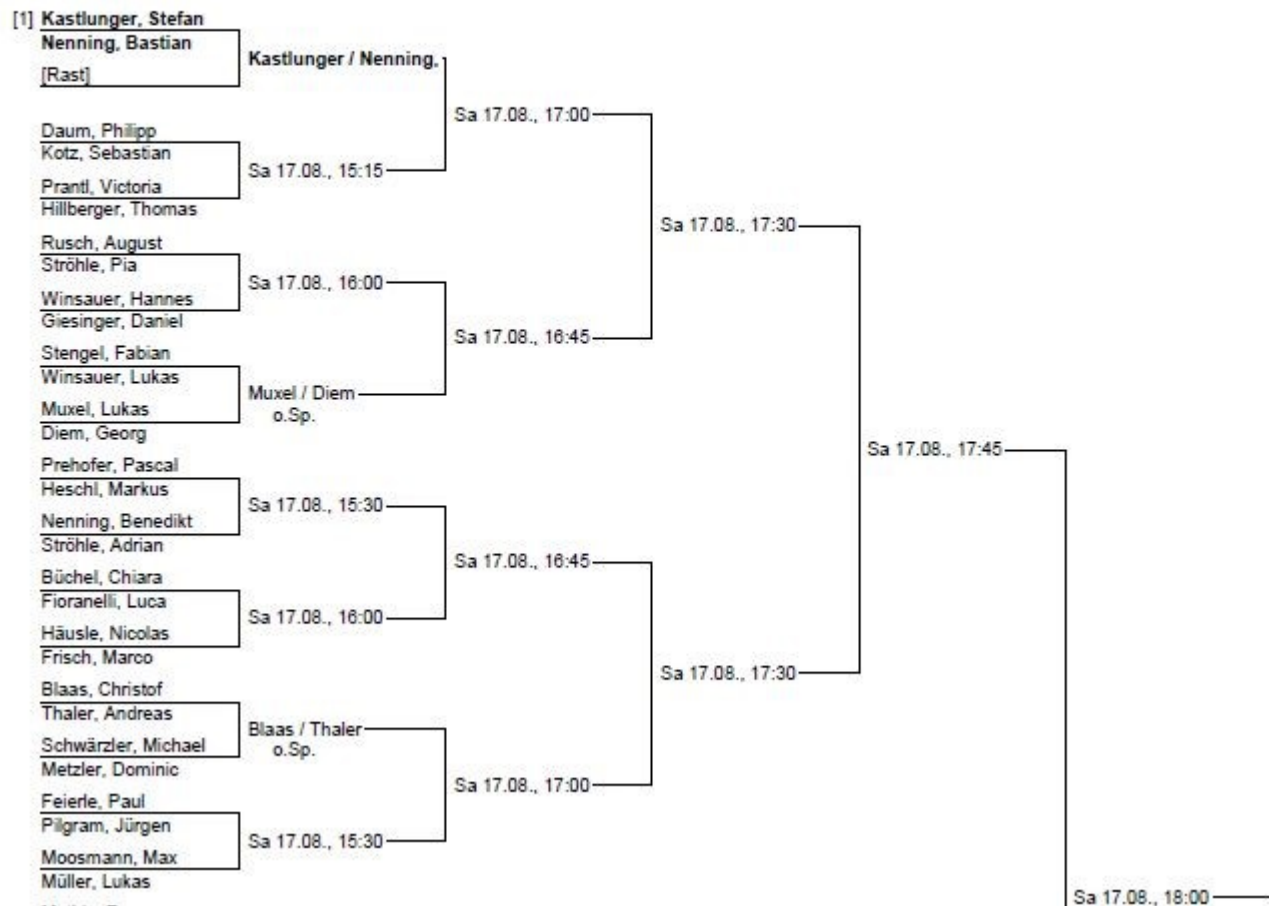 [1] Kastlunger, Stefan
Nenning, Bastian
Kastlunger / Nenning,
[Rast]
Sa 17.08., 17:00
Daum, Philipp
Kotz, Sebastian
Sa 17.08., 15:15
Prantl, Victoria
Hillberger, Thomas
Sa 17.08., 17:30
Rusch, August
Ströhle, Pia
Sa 17.08., 16:00
Winsauer, Hannes
Giesinger, Daniel
Sa 17.08., 16:45
Stengel, Fabian
Winsauer, Lukas
Muxel / Diem
o.Sp.
Muxel, Lukas
Diem, Georg
Sa 17.08., 17:45
Prehofer, Pascal
Heschl, Markus
Sa 17.08., 15:30
Nenning, Benedikt
Ströhle, Adrian
Sa 17.08., 16:45
Büchel, Chiara
Fioranelli, Luca
Sa 17.08., 16:00
Häusle, Nicolas
Frisch, Marco
Sa 17.08., 17:30
Blaas, Christof
Thaler, Andreas
Blaas / Thaler
o.Sp.
Schwärzler, Michael
Metzler, Dominic
Sa 17.08., 17:00
Feierle, Paul
Pilgram, Jürgen
Sa 17.08., 15:30
Moosmann, Max
Müller, Lukas
Sa 17.08., 18:00